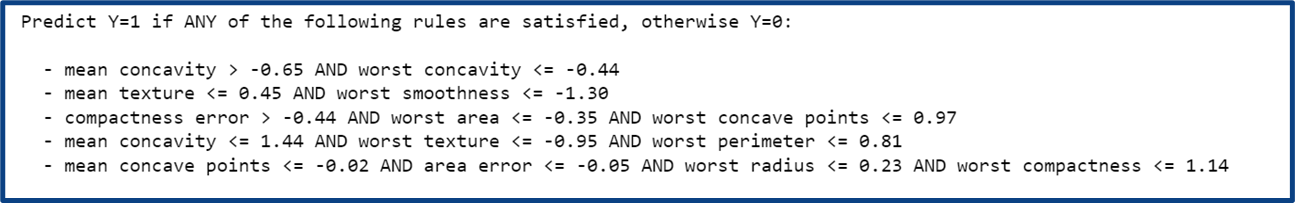 Predict Y=1 if ANY of the following rules are satisfied, otherwise Y=0:
- mean concavity > -0.65 AND worst concavity <= -0.44
- mean texture <= 0.45 AND worst smoothness <= -1.30
- compactness error > -0.44 AND worst area <= -0.35 AND worst concave points <= 0.97
- mean concavity <= 1.44 AND worst texture <= -0.95 AND worst perimeter <= 0.81
- mean concave points <= -0.02 AND area error <= -0.05 AND worst radius <= 0.23 AND worst compactness <= 1.14